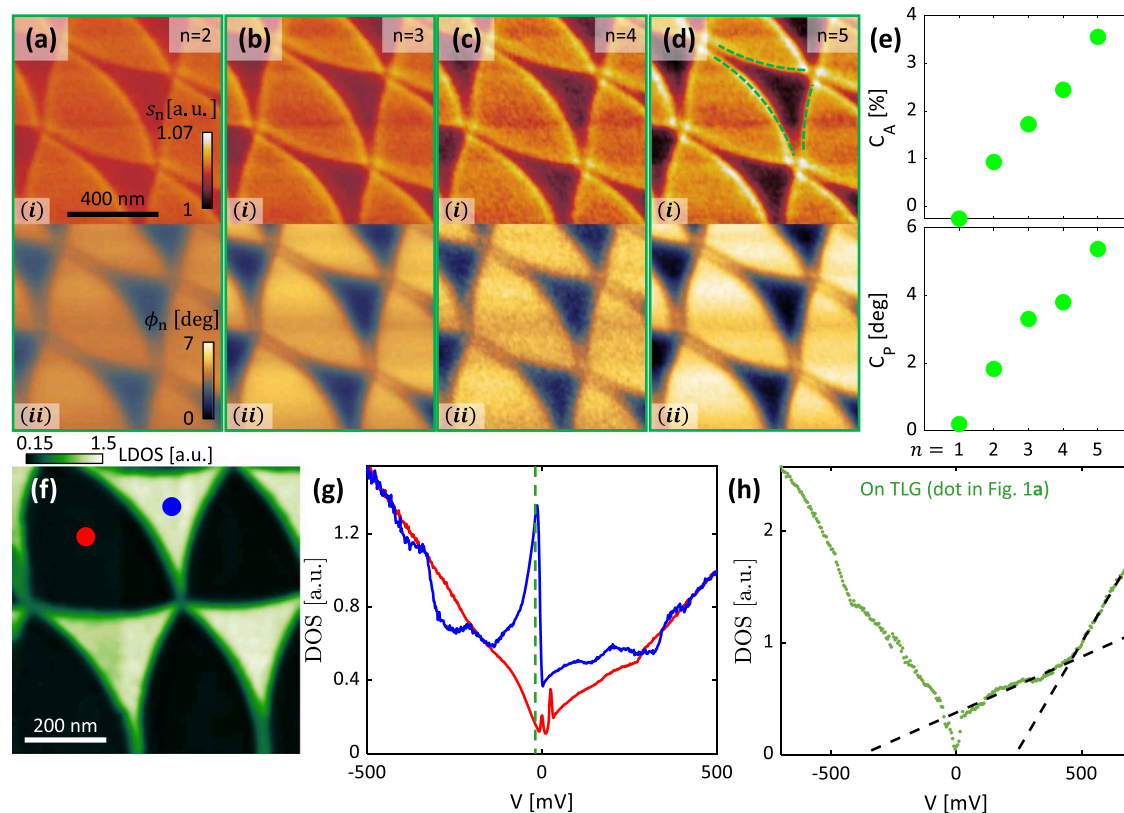 (a) n=2
(b) n=3
(c) n=4
(d) n=5
(e)
sₙ [a. u.]
1.07
1
400 nm
(i)
(i)
(i)
(i)
ϕₙ [deg]
7
0
(ii)
(ii)
(ii)
(ii)
4
3
2
1
0
C_A [%]
6
4
2
0
C_P [deg]
n = 1 2 3 4 5
0.15 1.5
LDOS [a.u.]
(f)
200 nm
(g)
1.2
0.8
0.4
0
DOS [a.u.]
-500 0 500
V [mV]
(h)
On TLG (dot in Fig. 1a)
2
1
0
DOS [a.u.]
-500 0 500
V [mV]